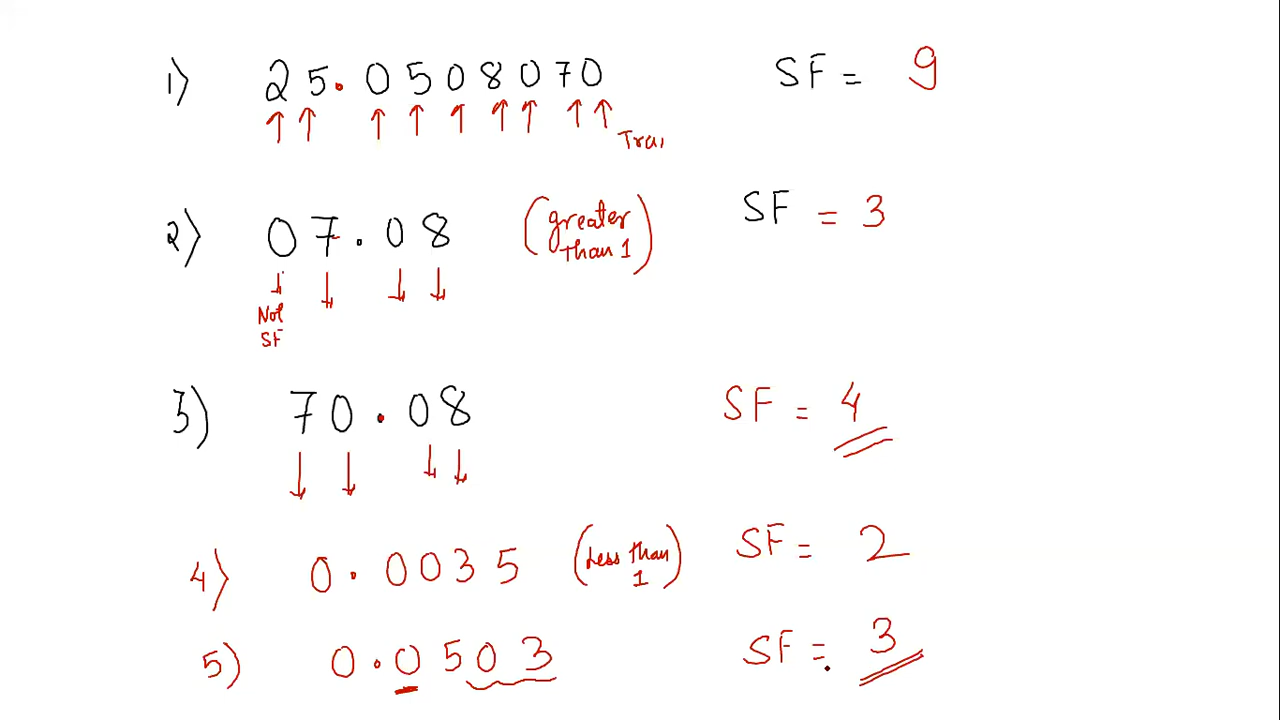 1) 25.0508070 SF = 9
Trai
2) 07.08 (greater than 1) SF = 3
Not
SF
3) 70.08 SF = 4
4) 0.0035 (Less than 1) SF = 2
5) 0.0503 SF = 3